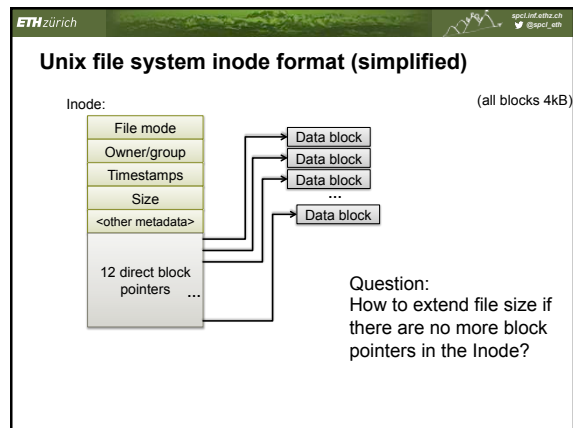 ETH zürich
spcl.inf.ethz.ch
@spcl_eth
Unix file system inode format (simplified)
Inode:
(all blocks 4kB)
File mode
Owner/group
Timestamps
Size
<other metadata>
12 direct block
pointers ...
Data block
Data block
Data block
...
Data block
Question:
How to extend file size if
there are no more block
pointers in the Inode?